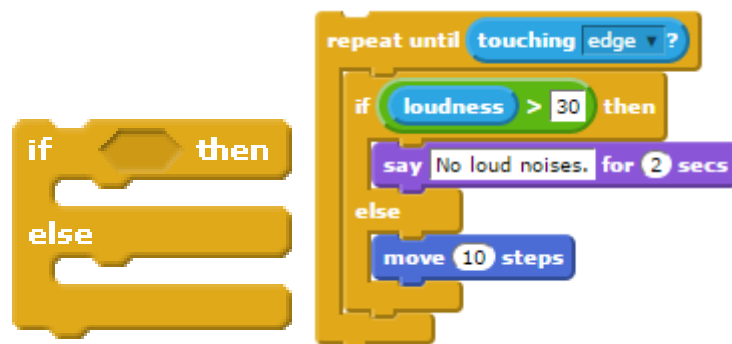 if then
else
repeat until touching edge ?
if loudness > 30 then
say No loud noises. for 2 secs
else
move 10 steps